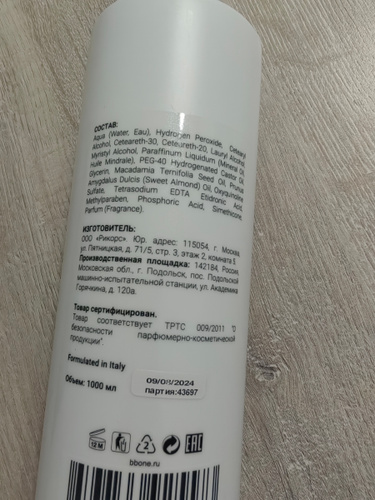 СОСТАВ:
Aqua (Water, Eau), Hydrogen Peroxide, Cetearyl
Alcohol, Ceteareth-30, Ceteareth-20, Lauryl Alcohol,
Myristyl Alcohol, Paraffinum Liquidum (Mineral Oil,
Huile Mindrale), PEG-40 Hydrogenated Castor Oil,
Glycerin, Macadamia Ternifolia Seed Oil, Prunus
Amygdalus Dulcis (Sweet Almond) Oil, Oxyquinoline
Sulfate, Tetrasodium EDTA Etidronic Acid,
Methylparaben, Phosphoric Acid, Simethicone,
Parfum (Fragrance).
ИЗГОТОВИТЕЛЬ:
ООО «Рикорс». Юр. адрес: 115054, г. Москва,
ул. Пятницкая, д. 71/5, стр. 3, этаж 2, комната 5
Производственная площадка: 142184, Россия,
Московская обл., г. Подольск, пос. Подольской
машинно-испытательной станции, ул. Академика
Горячкина, д. 120а.
Товар сертифицирован.
Товар соответствует ТРТС 009/2011 "О
безопасности парфюмерно-косметической
продукции".
Formulated in Italy
Объем: 1000 мл
09/08/2024
партия:43697
12 M
2
EAC
bbone.ru